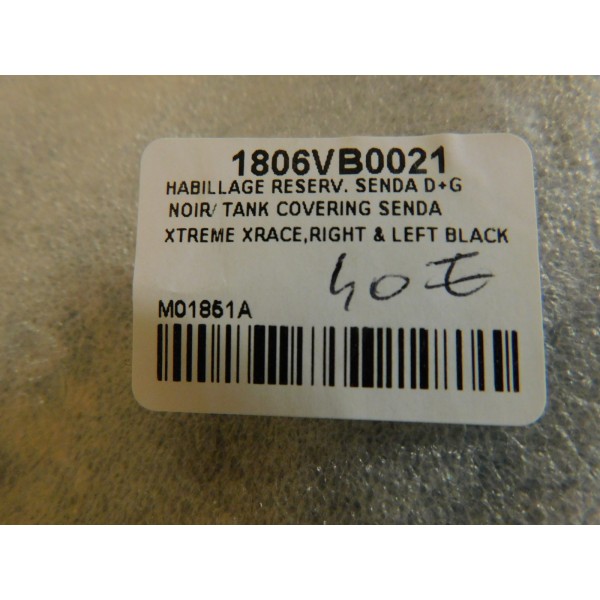 1806VB0021
HABILLAGE RESERV. SENDA D+G
NOIR/ TANK COVERING SENDA
XTREME XRACE,RIGHT & LEFT BLACK
40€
M01851A